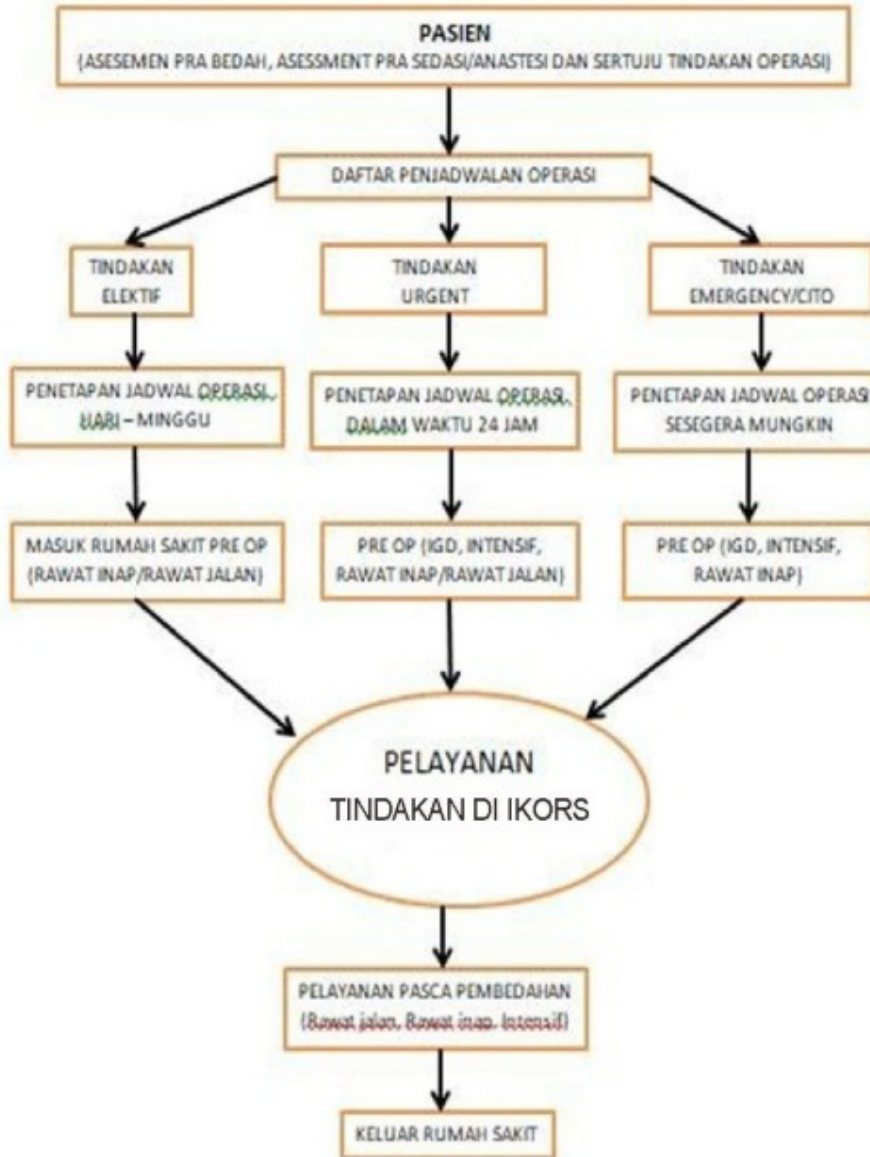 PASIEN
(ASESEMEN PRA BEDAH, ASESSMENT PRA SEDASI/ANASTESI DAN SERTUJU TINDAKAN OPERASI)
DAFTAR PENJADWALAN OPERASI
TINDAKAN
ELEKTIF
TINDAKAN
URGENT
TINDAKAN
EMERGENCY/CITO
PENETAPAN JADWAL OPERASI
HARI – MINGGU
PENETAPAN JADWAL OPERASI
DALAM WAKTU 24 JAM
PENETAPAN JADWAL OPERASI
SESEGERA MUNGKIN
MASUK RUMAH SAKIT PRE OP
(RAWAT INAP/RAWAT JALAN)
PRE OP (IGD, INTENSIF,
RAWAT INAP/RAWAT JALAN)
PRE OP (IGD, INTENSIF,
RAWAT INAP)
PELAYANAN
TINDAKAN DI IKORS
PELAYANAN PASCA PEMBEDAHAN
(Rawat jalan, Rawat inap, Intensif)
KELUAR RUMAH SAKIT